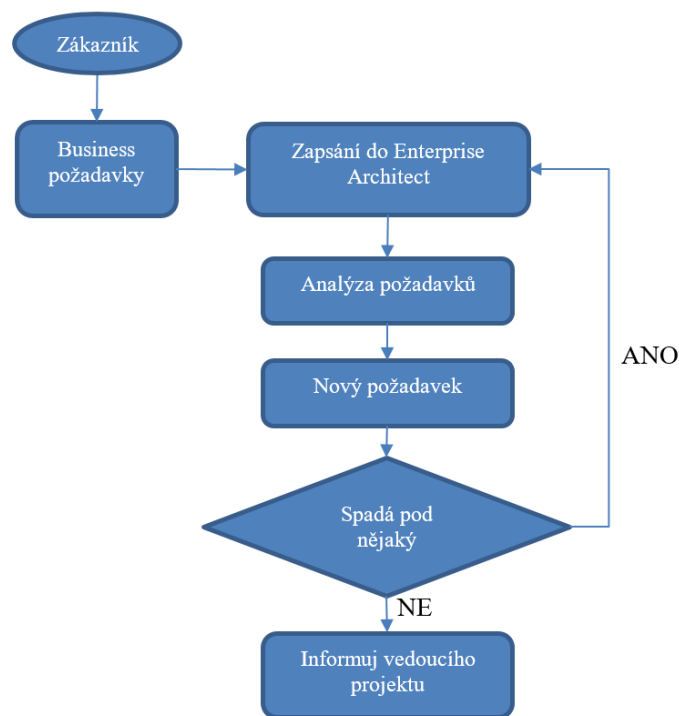 Zákazník
Business
požadavky
Zapsání do Enterprise
Architect
Analýza požadavků
ANO
Nový požadavek
Spadá pod
nějaký
NE
Informuj vedoucího
projektu